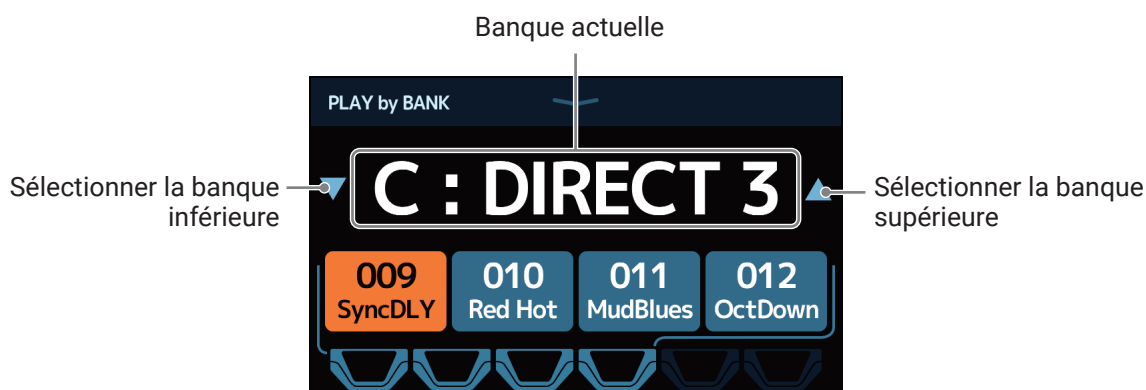 Banque actuelle
PLAY by BANK
Sélectionner la banque
inférieure
C : DIRECT 3
Sélectionner la banque
supérieure
009
SyncDLY
010
Red Hot
011
MudBlues
012
OctDown